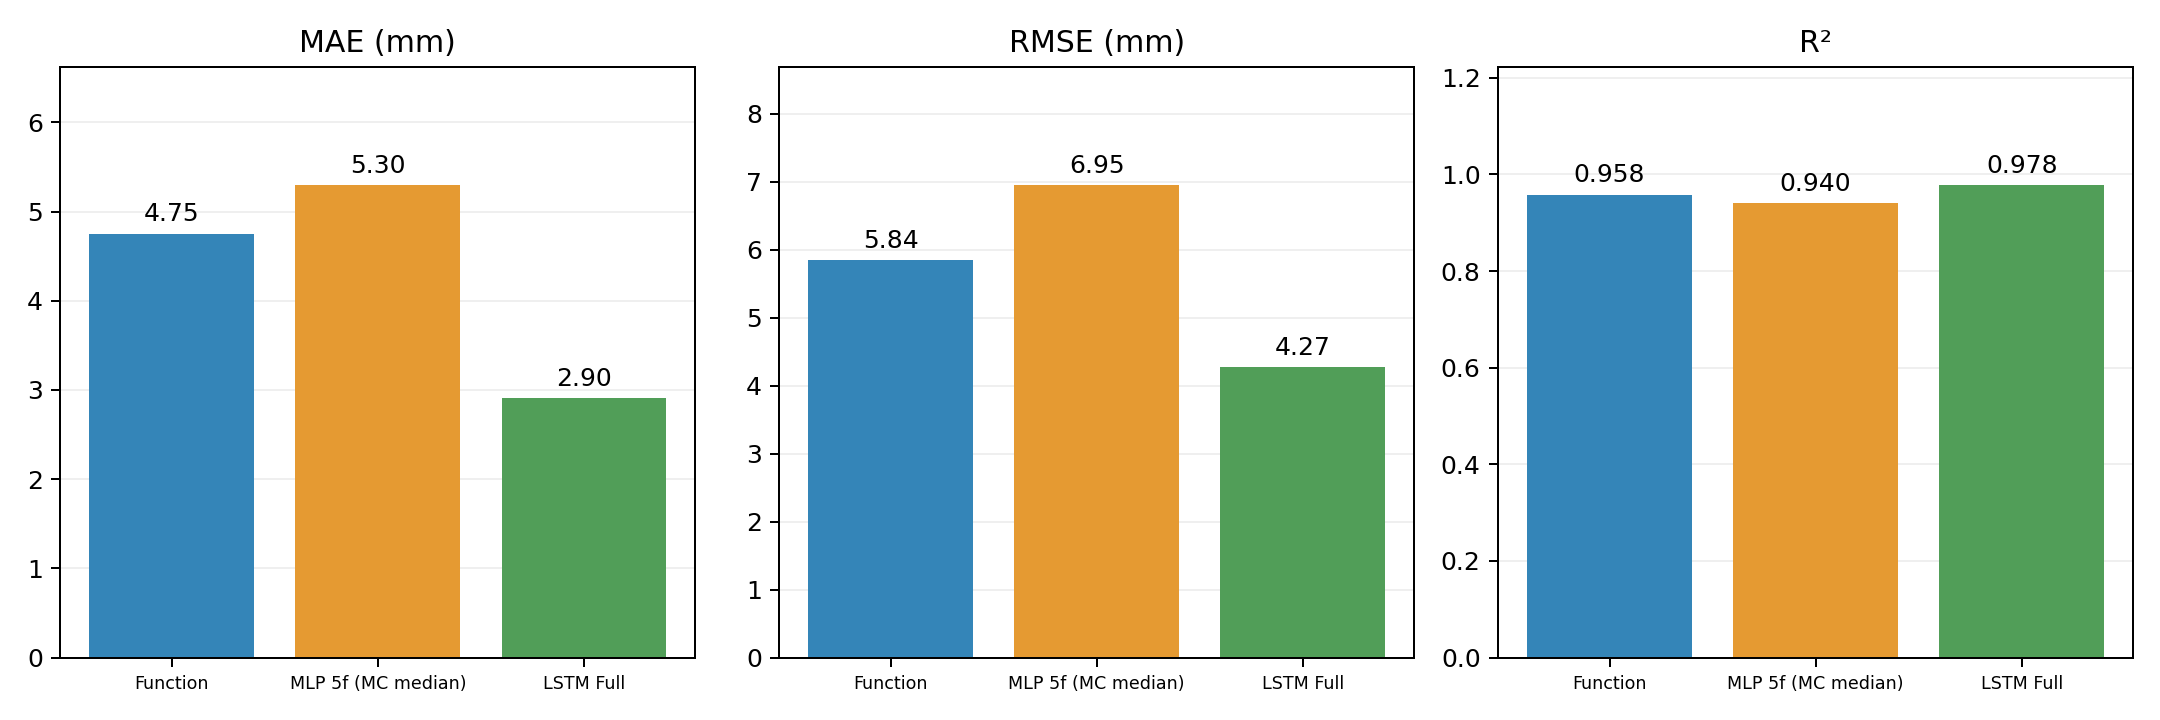 MAE (mm)
6
5
4
3
2
1
0
4.75
5.30
2.90
Function
MLP 5f (MC median)
LSTM Full
RMSE (mm)
8
7
6
5
4
3
2
1
0
5.84
6.95
4.27
Function
MLP 5f (MC median)
LSTM Full
R²
1.2
1.0
0.8
0.6
0.4
0.2
0.0
0.958
0.940
0.978
Function
MLP 5f (MC median)
LSTM Full